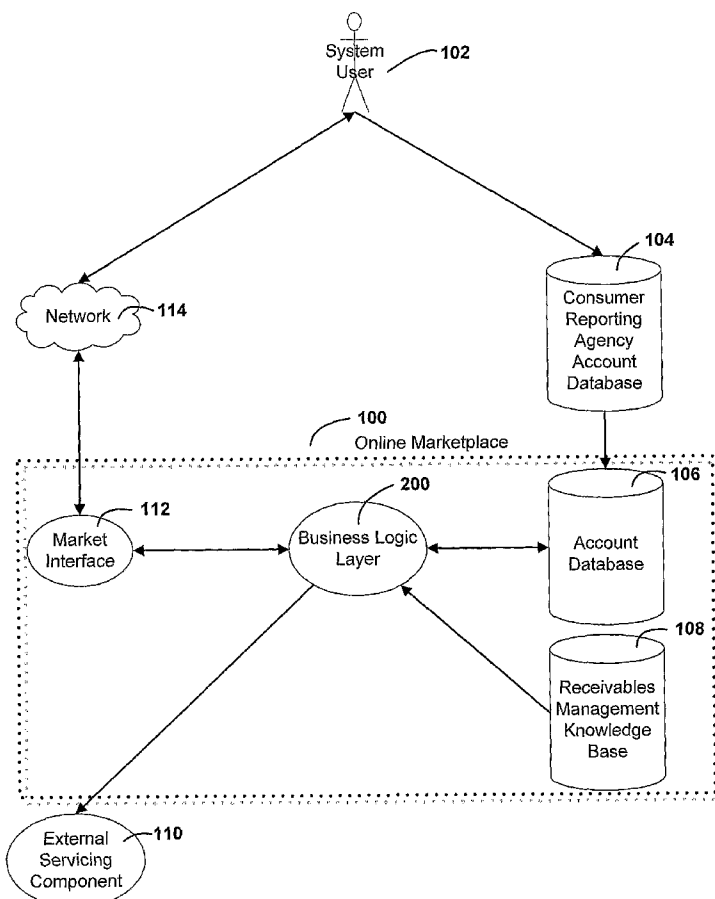 System
User
102
104
Consumer
Reporting
Agency
Account
Database
Network
114
100
Online Marketplace
106
112
200
Market
Interface
Business Logic
Layer
Account
Database
108
Receivables
Management
Knowledge
Base
External
Servicing
Component
110